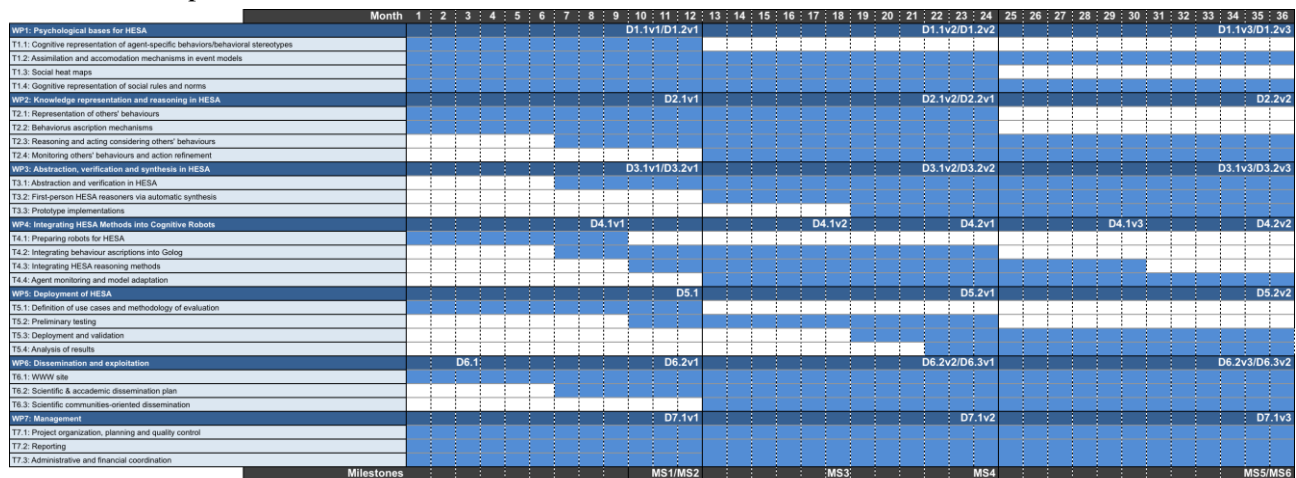 Month 1 2 3 4 5 6 7 8 9 10 11 12 13 14 15 16 17 18 19 20 21 22 23 24 25 26 27 28 29 30 31 32 33 34 35 36
WP1: Psychological bases for HESA D1.1v1/D1.2v1 D1.1v2/D1.2v2 D1.1v3/D1.2v3
T1.1: Cognitive representation of agent-specific behaviors/behavioral stereotypes
T1.2: Assimilation and accomodation mechanisms in event models
T1.3: Social heat maps
T1.4: Gognitive representation of social rules and norms
WP2: Knowledge representation and reasoning in HESA D2.1v1 D2.1v2/D2.2v1 D2.2v2
T2.1: Representation of others' behaviours
T2.2: Behaviorus ascription mechanisms
T2.3: Reasoning and acting considering others' behaviours
T2.4: Monitoring others' behaviours and action refinement
WP3: Abstraction, verification and synthesis in HESA D3.1v1/D3.2v1 D3.1v2/D3.2v2 D3.1v3/D3.2v3
T3.1: Abstraction and verification in HESA
T3.2: First-person HESA reasoners via automatic synthesis
T3.3: Prototype implementations
WP4: Integrating HESA Methods into Cognitive Robots D4.1v1 D4.1v2 D4.2v1 D4.1v3 D4.2v2
T4.1: Preparing robots for HESA
T4.2: Integrating behaviour ascriptions into Golog
T4.3: Integrating HESA reasoning methods
T4.4: Agent monitoring and model adaptation
WP5: Deployment of HESA D5.1 D5.2v1 D5.2v2
T5.1: Definition of use cases and methodology of evaluation
T5.2: Preliminary testing
T5.3: Deployment and validation
T5.4: Analysis of results
WP6: Dissemination and exploitation D6.1 D6.2v1 D6.2v2/D6.3v1 D6.2v3/D6.3v2
T6.1: WWW site
T6.2: Scientific & accademic dissemination plan
T6.3: Scientific communities-oriented dissemination
WP7: Management D7.1v1 D7.1v2 D7.1v3
T7.1: Project organization, planning and quality control
T7.2: Reporting
T7.3: Administrative and financial coordination
Milestones MS1/MS2 MS3 MS4 MS5/MS6